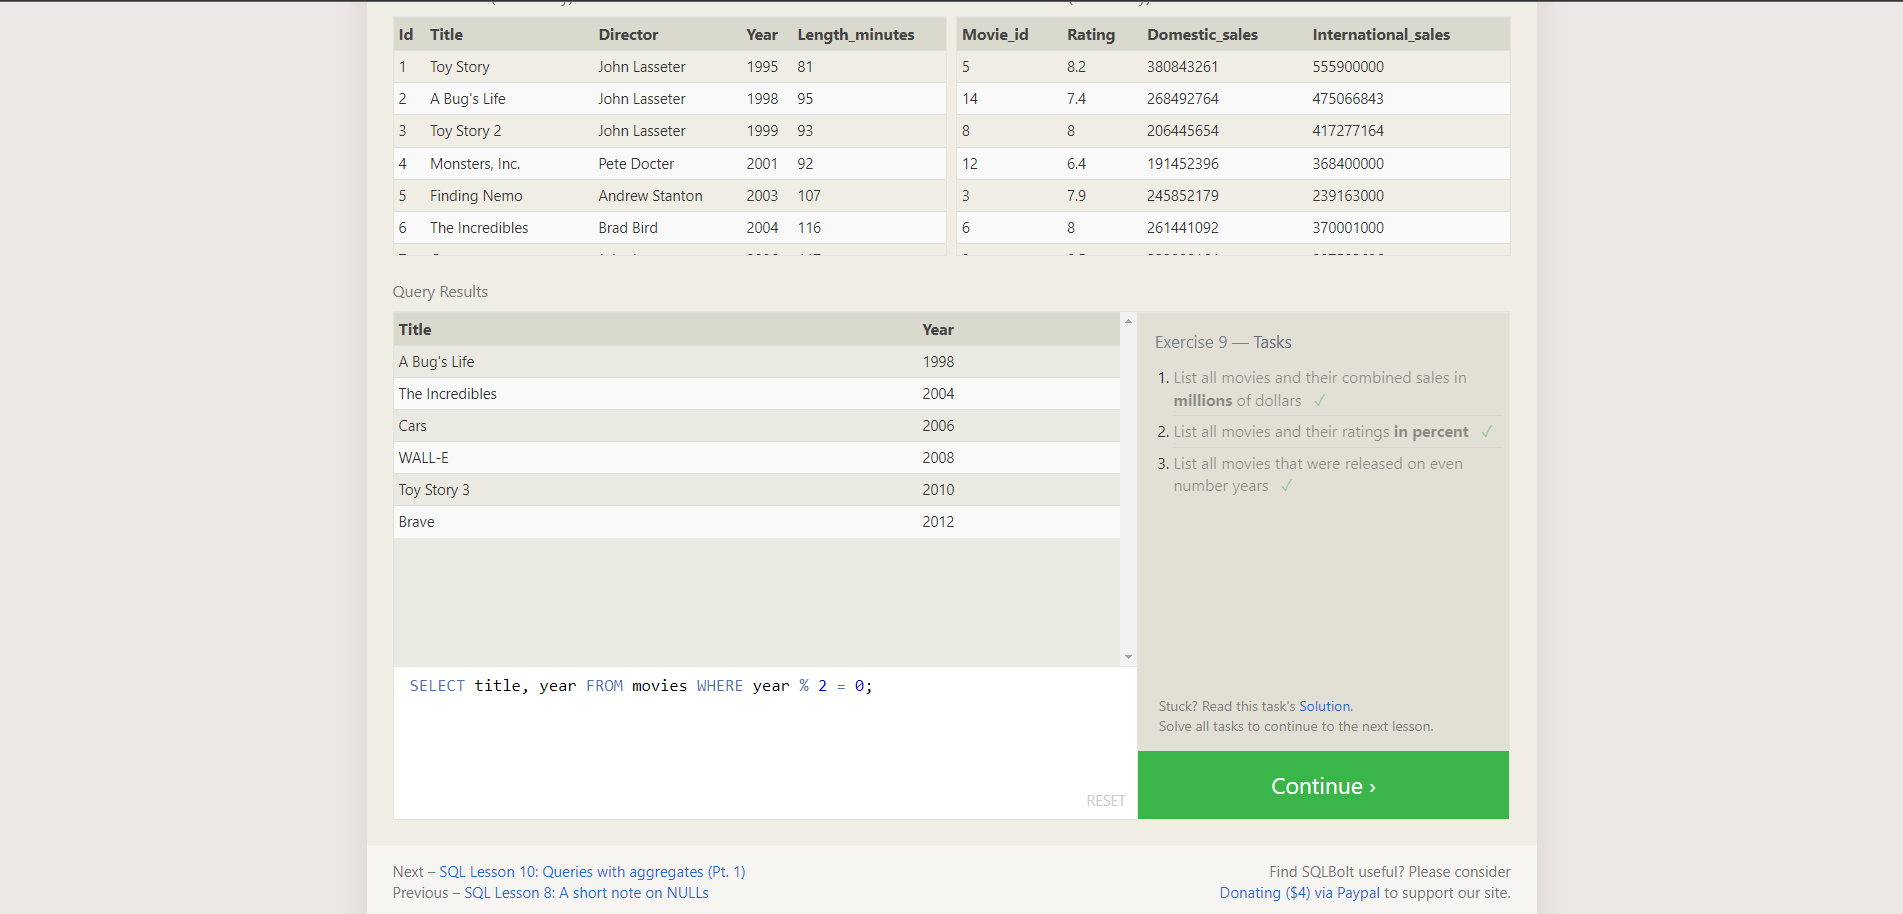 Id Title Director Year Length_minutes
1 Toy Story John Lasseter 1995 81
2 A Bug's Life John Lasseter 1998 95
3 Toy Story 2 John Lasseter 1999 93
4 Monsters, Inc. Pete Docter 2001 92
5 Finding Nemo Andrew Stanton 2003 107
6 The Incredibles Brad Bird 2004 116
Movie_id Rating Domestic_sales International_sales
5 8.2 380843261 555900000
14 7.4 268492764 475066843
8 8 206445654 417277164
12 6.4 191452396 368400000
3 7.9 245852179 239163000
6 8 261441092 370001000
Query Results
Title Year
A Bug's Life 1998
The Incredibles 2004
Cars 2006
WALL-E 2008
Toy Story 3 2010
Brave 2012
SELECT title, year FROM movies WHERE year % 2 = 0;
RESET
Exercise 9 — Tasks
1. List all movies and their combined sales in
millions of dollars ✓
2. List all movies and their ratings in percent ✓
3. List all movies that were released on even
number years ✓
Stuck? Read this task's Solution.
Solve all tasks to continue to the next lesson.
Continue ›
Next – SQL Lesson 10: Queries with aggregates (Pt. 1)
Previous – SQL Lesson 8: A short note on NULLs
Find SQLBolt useful? Please consider
Donating ($4) via Paypal to support our site.